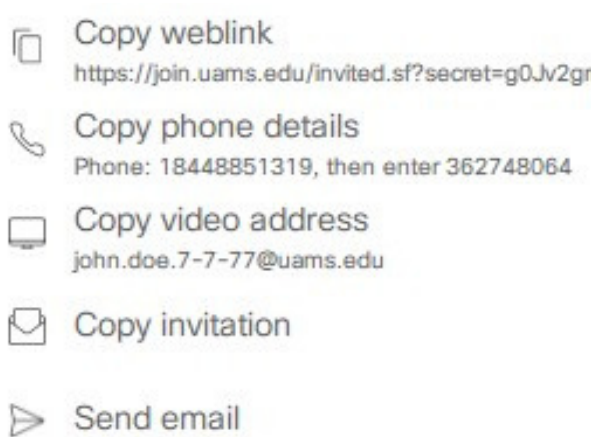 Copy weblink
https://join.uams.edu/invited.sf?secret=g0Jv2gr
Copy phone details
Phone: 18448851319, then enter 362748064
Copy video address
john.doe.7-7-77@uams.edu
Copy invitation
Send email